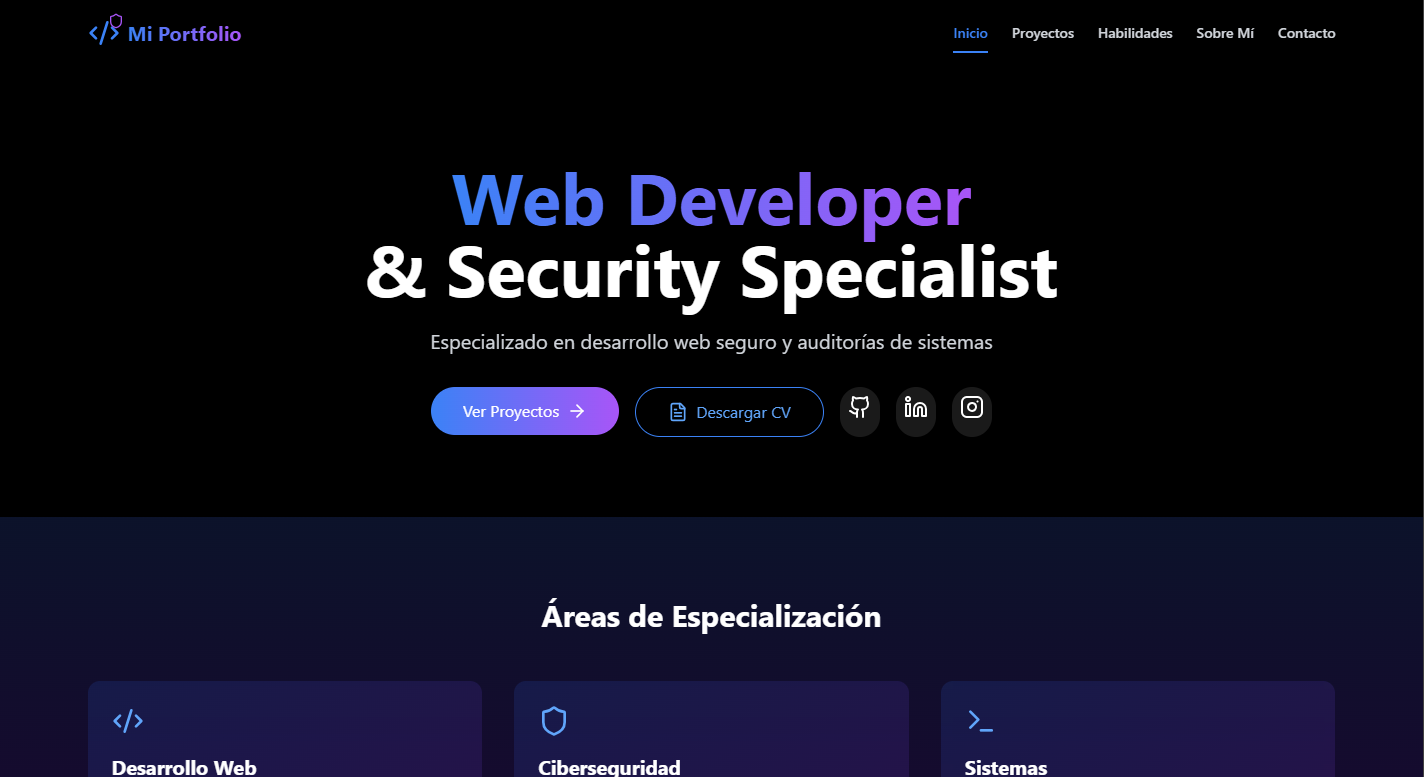 Mi Portfolio
Inicio Proyectos Habilidades Sobre Mí Contacto
Web Developer
& Security Specialist
Especializado en desarrollo web seguro y auditorías de sistemas
Ver Proyectos Descargar CV
Áreas de Especialización
Desarrollo Web Ciberseguridad Sistemas